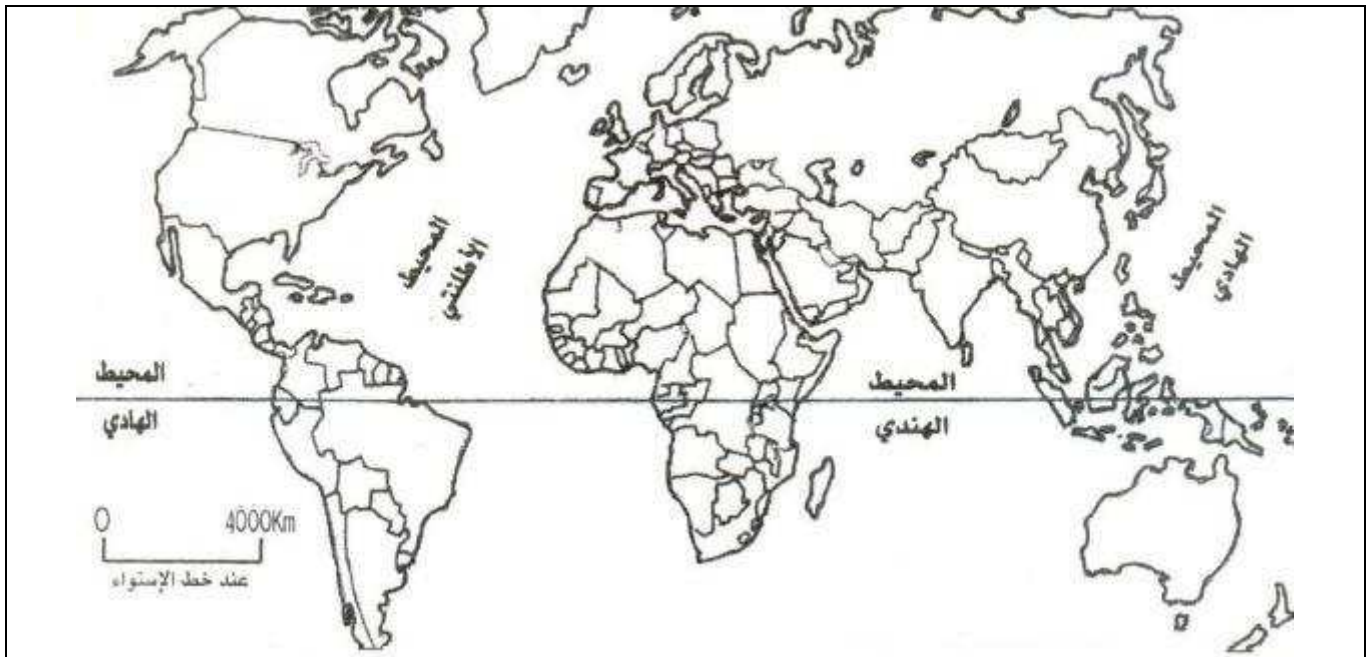 المحيط
الأطلنتي
المحيط
الهادي
المحيط
الهادي
المحيط
الهندي
0 4000Km
عند خط الإستواء